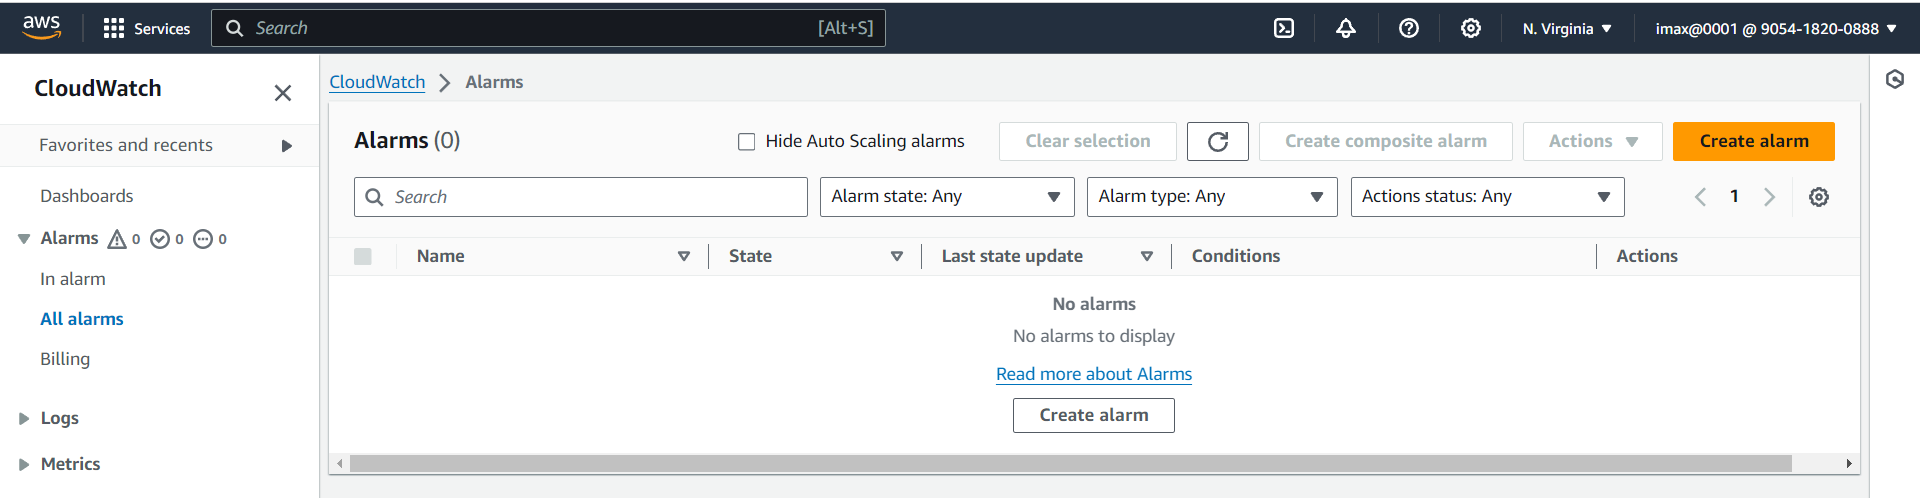 aws Services Search [Alt+S] N. Virginia imax@0001 @ 9054-1820-0888
CloudWatch
Favorites and recents
Dashboards
Alarms 0 0 0
In alarm
All alarms
Billing
Logs
Metrics
CloudWatch Alarms
Alarms (0) Hide Auto Scaling alarms Clear selection Create composite alarm Actions Create alarm
Search Alarm state: Any Alarm type: Any Actions status: Any 1
Name State Last state update Conditions Actions
No alarms
No alarms to display
Read more about Alarms
Create alarm